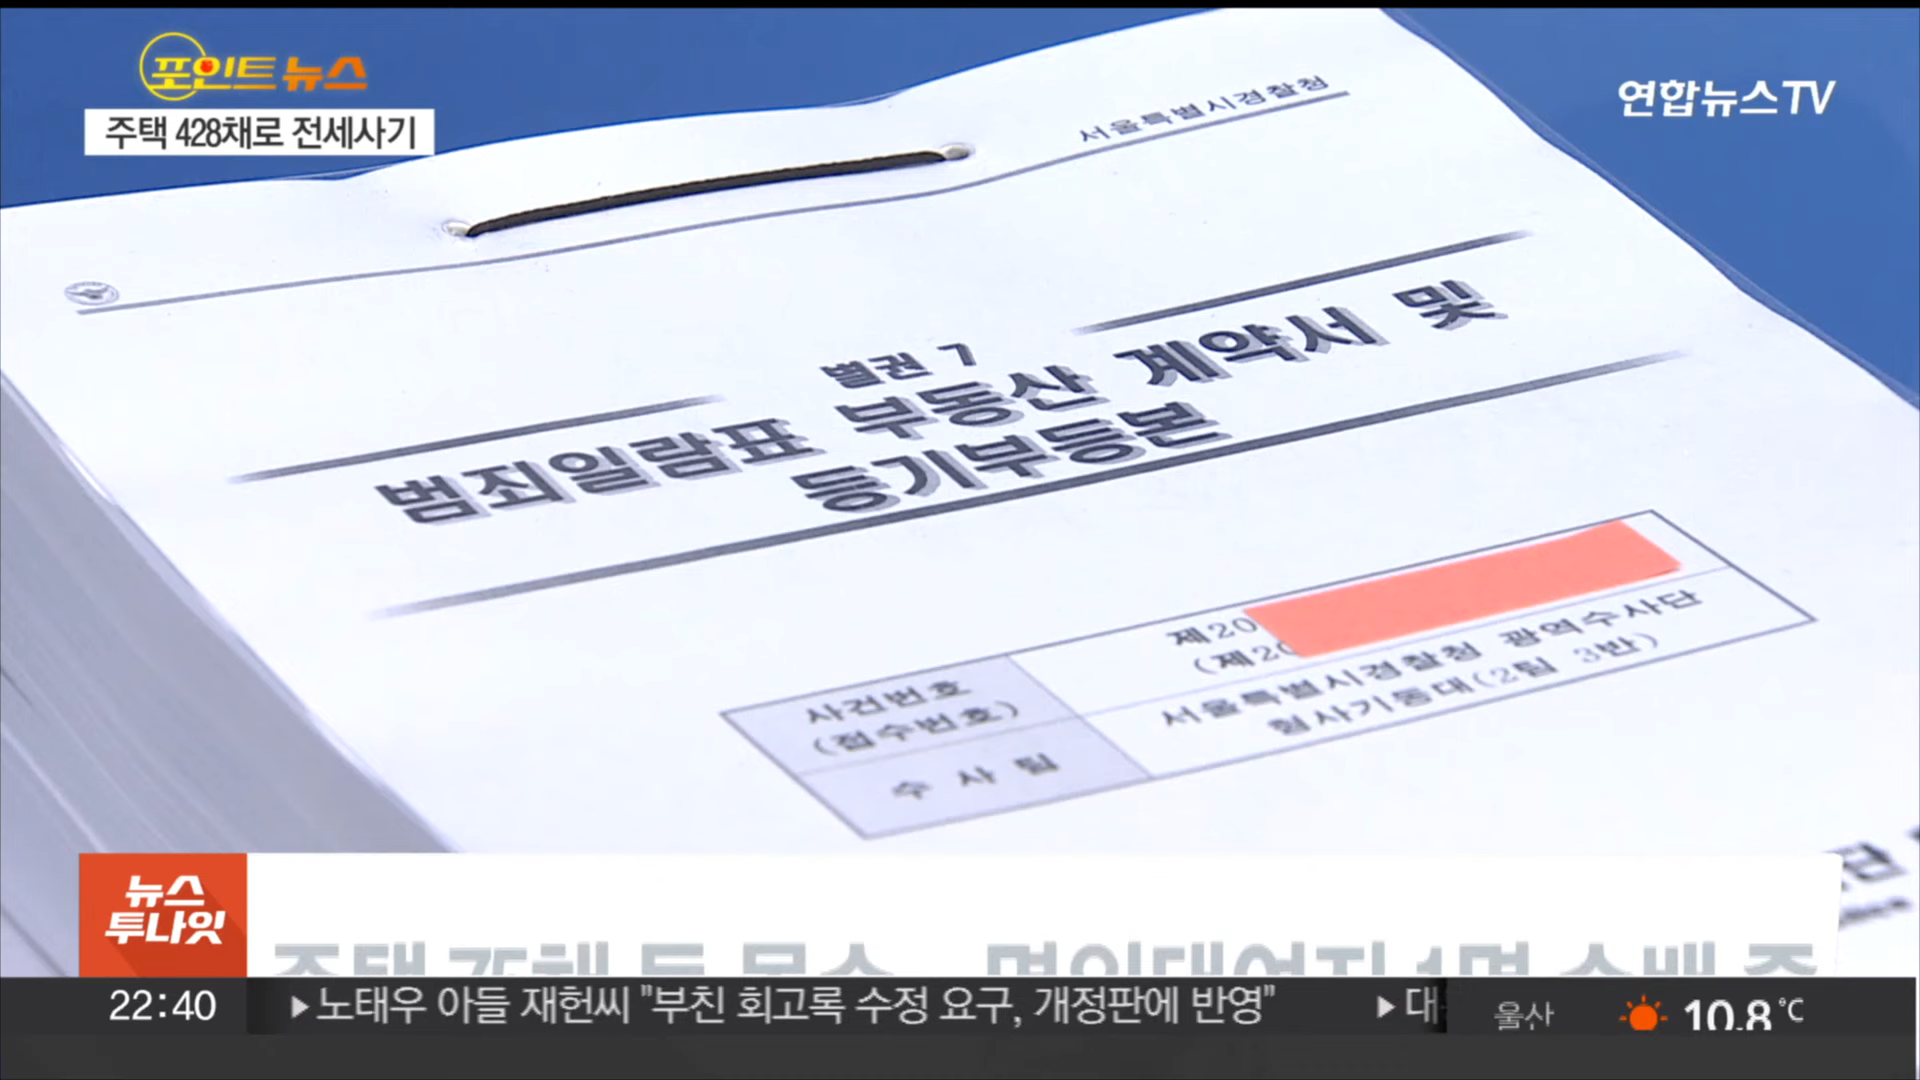 포인트뉴스
연합뉴스TV
주택 428채로 전세사기
서울특별시경찰청
별권 7
범죄일람표 부동산 계약서 및
등기부등본
사건번호
(접수번호)
제20
(제20
수사팀
서울특별시경찰청 광역수사단
형사기동대(2팀 3반)
뉴스
투나잇
22:40
▶노태우 아들 재헌씨 "부친 회고록 수정 요구, 개정판에 반영"
▶대
울산
10.8℃